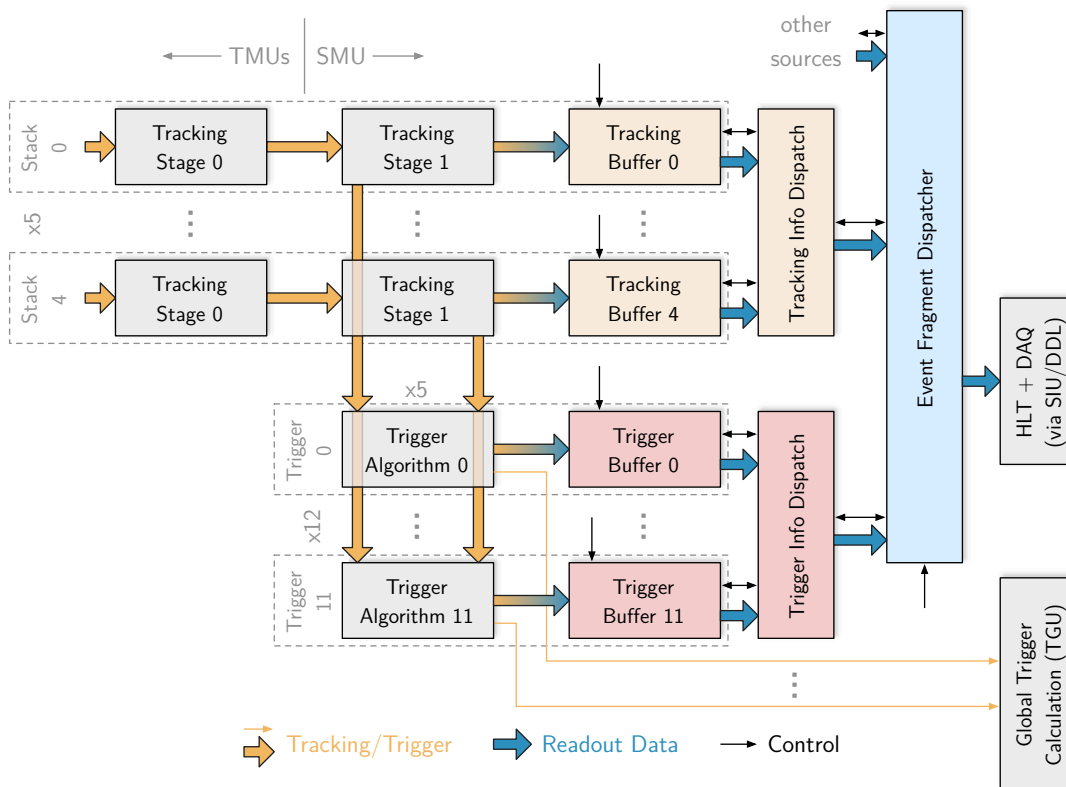 other
sources
TMUs
SMU
Stack
0
Tracking
Stage 0
Tracking
Stage 1
Tracking
Buffer 0
x5
Stack
4
Tracking
Stage 0
Tracking
Stage 1
Tracking
Buffer 4
Tracking Info Dispatch
Event Fragment Dispatcher
HLT + DAQ
(via SIU/DDL)
x5
Trigger
0
Trigger
Algorithm 0
Trigger
Buffer 0
x12
Trigger
11
Trigger
Algorithm 11
Trigger
Buffer 11
Trigger Info Dispatch
Global Trigger
Calculation (TGU)
Tracking/Trigger
Readout Data
Control